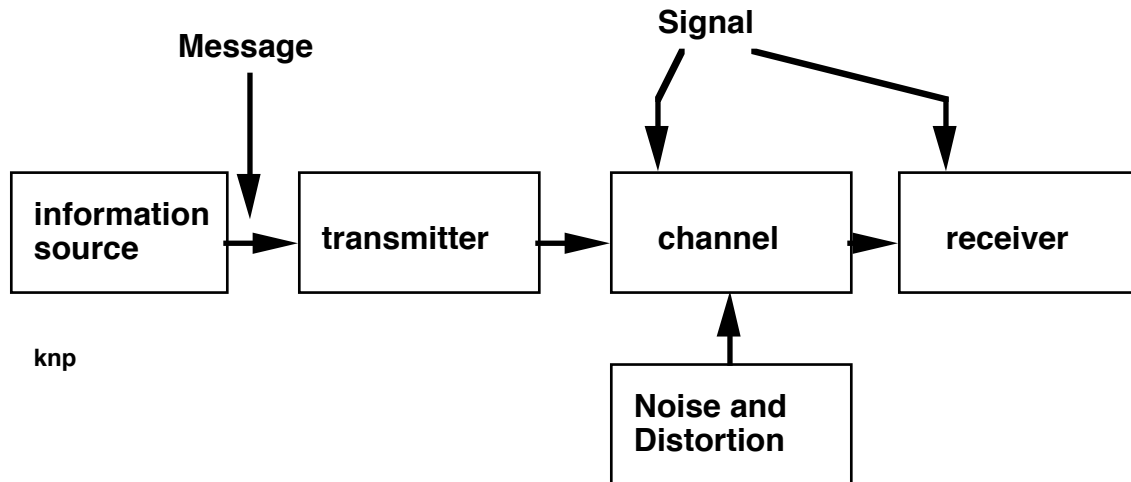 Signal
Message
information
source
transmitter
channel
receiver
knp
Noise and
Distortion